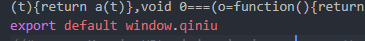 (t){return a(t)},void 0===(o=function(){return
export default window.qiniu